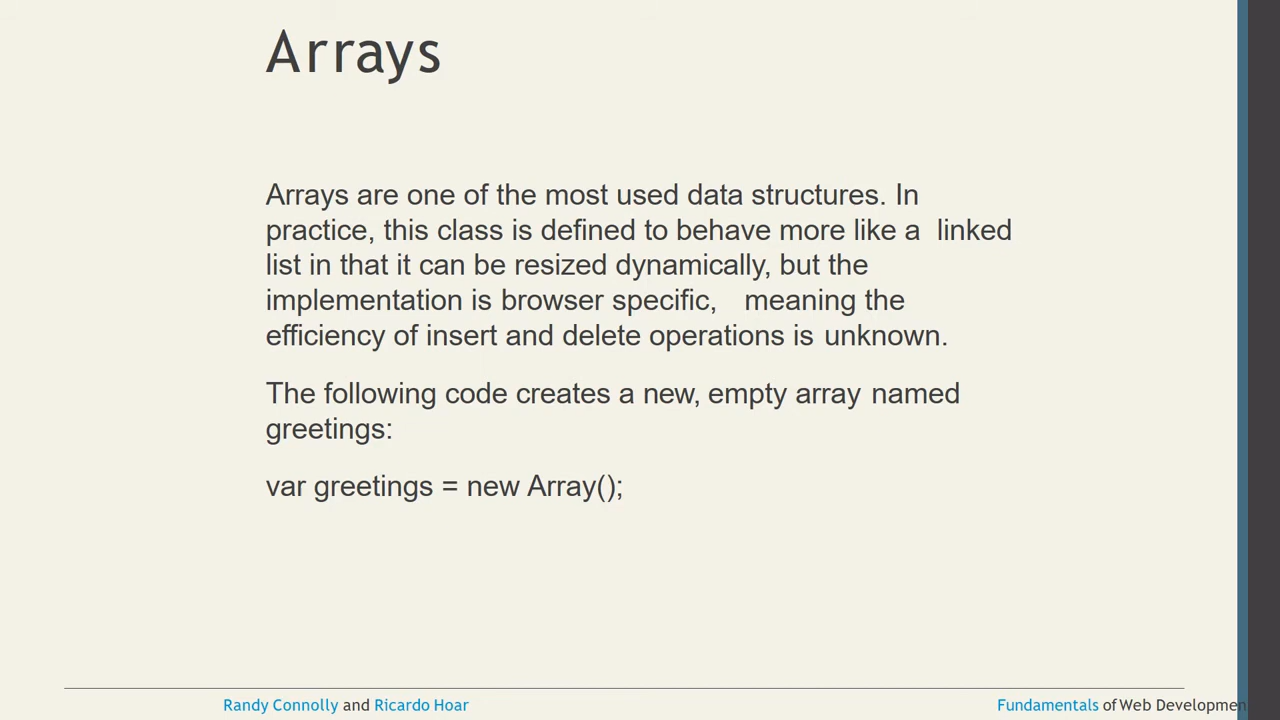 Arrays
Arrays are one of the most used data structures. In
practice, this class is defined to behave more like a linked
list in that it can be resized dynamically, but the
implementation is browser specific, meaning the
efficiency of insert and delete operations is unknown.
The following code creates a new, empty array named
greetings:
var greetings = new Array();
Randy Connolly and Ricardo Hoar
Fundamentals of Web Developmen